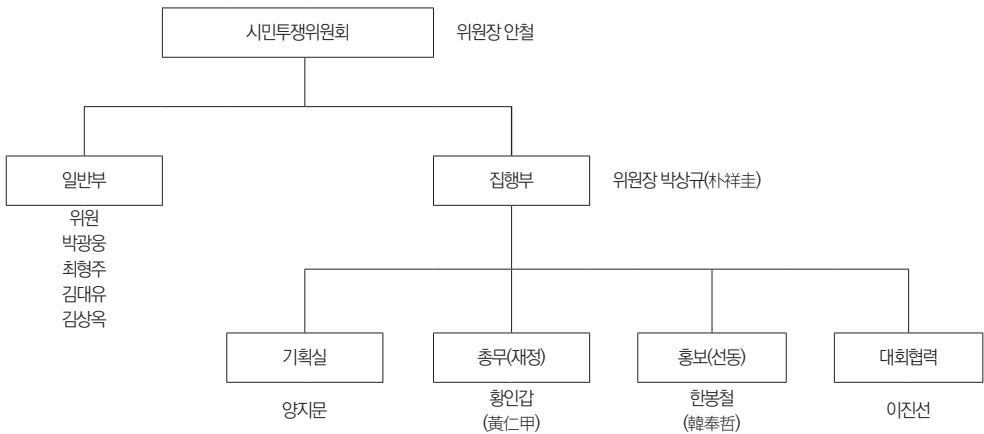 시민투쟁위원회
위원장 안철
일반부
집행부
위원장 박상규(朴祥圭)
위원
박광웅
최형주
김대유
김상옥
기획실
총무(재정)
홍보(선동)
대회협력
양지문
황인갑
(黃仁甲)
한봉철
(韓奉哲)
이진선